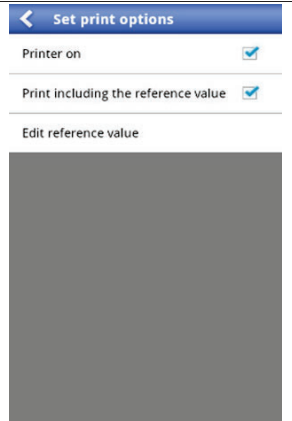 Set print options
Printer on
Print including the reference value
Edit reference value